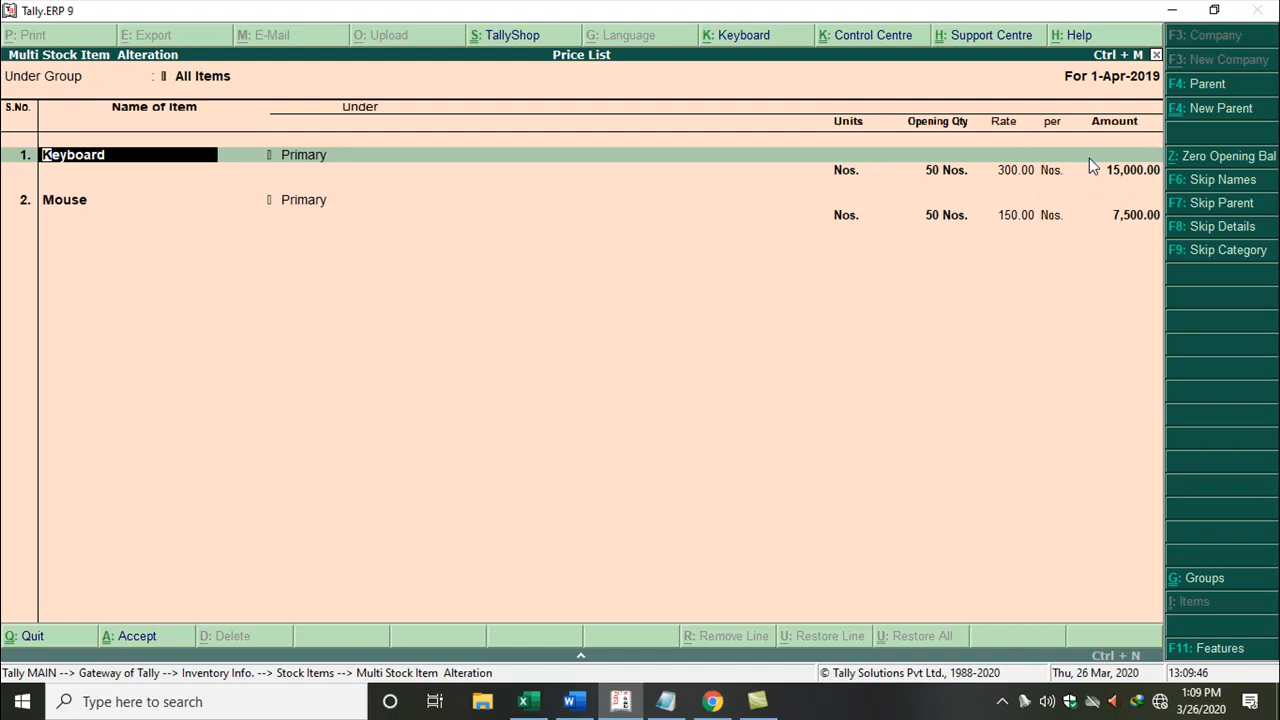 Tally.ERP 9
P: Print E: Export M: E-Mail O: Upload S: TallyShop G: Language K: Keyboard K: Control Centre H: Support Centre H: Help F3: Company
Multi Stock Item Alteration Price List Ctrl + M F3: New Company
Under Group : All Items For 1-Apr-2019 F4: Parent
S.No. Name of Item Under F4: New Parent
Units Opening Qty Rate per Amount
1. Keyboard Primary Z: Zero Opening Bal
Nos. 50 Nos. 300.00 Nos. 15,000.00 F6: Skip Names
2. Mouse Primary F7: Skip Parent
Nos. 50 Nos. 150.00 Nos. 7,500.00 F8: Skip Details
F9: Skip Category
G: Groups
I: Items
Q: Quit A: Accept D: Delete R: Remove Line U: Restore Line U: Restore All
Ctrl + N F11: Features
Tally MAIN --> Gateway of Tally --> Inventory Info. --> Stock Items --> Multi Stock Item Alteration © Tally Solutions Pvt Ltd., 1988-2020 Thu, 26 Mar, 2020 13:09:46
Type here to search 1:09 PM
3/26/2020